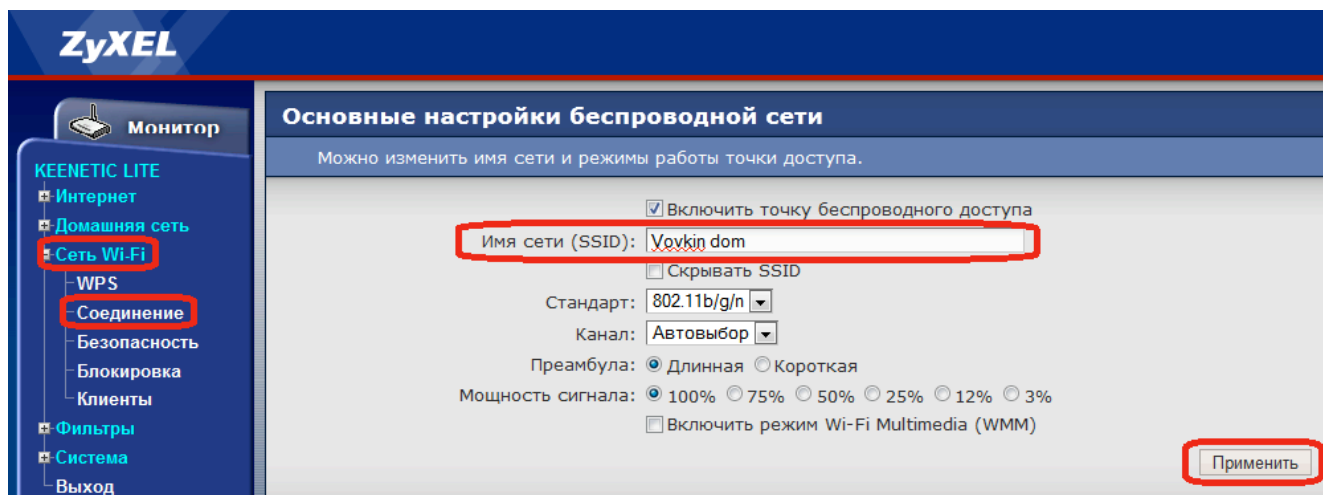 ZyXEL
Монитор
KEENETIC LITE
Интернет
Домашняя сеть
Сеть Wi-Fi
WPS
Соединение
Безопасность
Блокировка
Клиенты
Фильтры
Система
Выход
Основные настройки беспроводной сети
Можно изменить имя сети и режимы работы точки доступа.
Включить точку беспроводного доступа
Имя сети (SSID): Vovkin dom
Скрывать SSID
Стандарт: 802.11b/g/n
Канал: Автовыбор
Преамбула: Длинная Короткая
Мощность сигнала: 100% 75% 50% 25% 12% 3%
Включить режим Wi-Fi Multimedia (WMM)
Применить